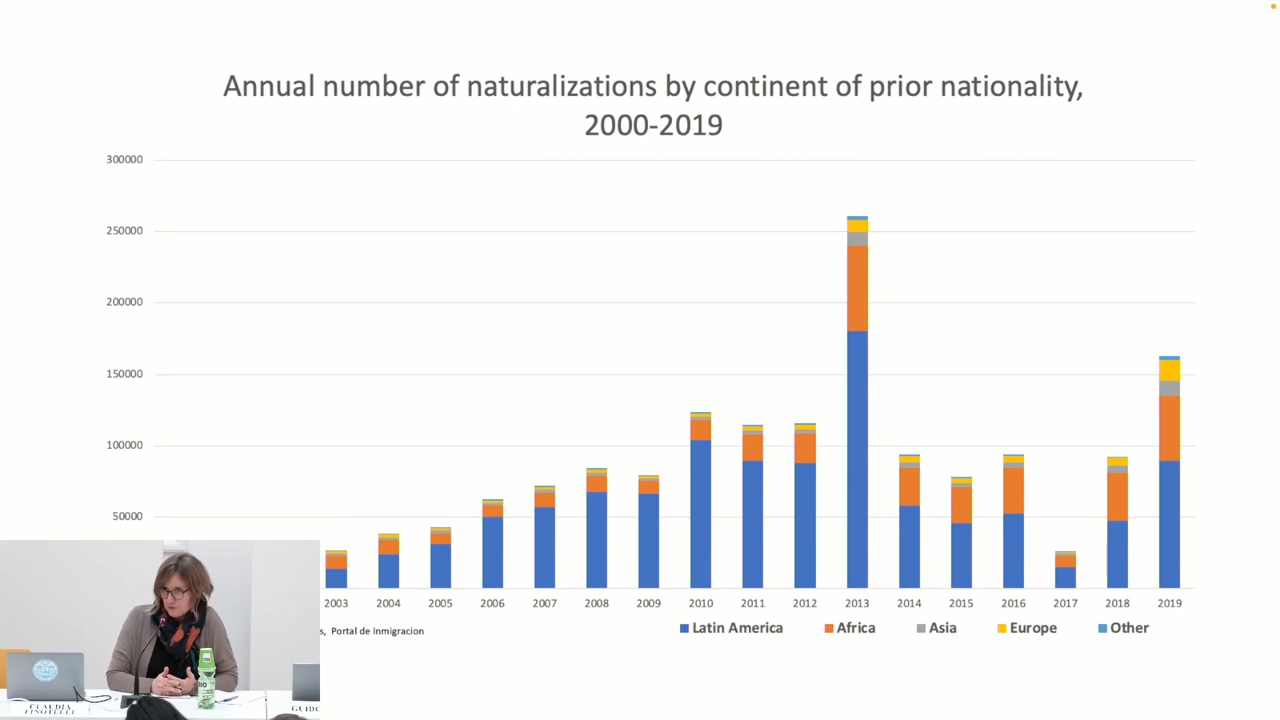 Annual number of naturalizations by continent of prior nationality,
2000-2019
300000
250000
200000
150000
100000
50000
2003 2004 2005 2006 2007 2008 2009 2010 2011 2012 2013 2014 2015 2016 2017 2018 2019
s, Portal de Inmigracion
Latin America Africa Asia Europe Other
CLAUDIA
FINOTELLI
GUIDO